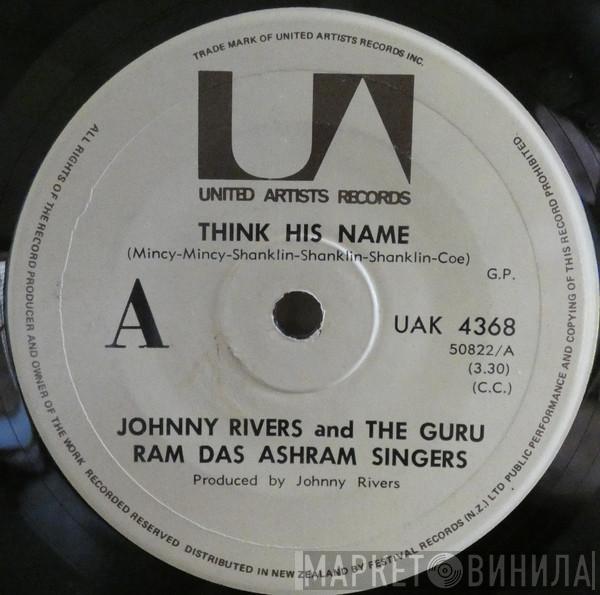 TRADE MARK OF UNITED ARTISTS RECORDS INC.
UA
UNITED ARTISTS RECORDS
THINK HIS NAME
(Mincy-Mincy-Shanklin-Shanklin-Shanklin-Coe)
G.P.
A
UAK 4368
50822/A
(3.30)
(C.C.)
JOHNNY RIVERS and THE GURU
RAM DAS ASHRAM SINGERS
Produced by Johnny Rivers
ALL RIGHTS OF THE RECORD PRODUCER AND OWNER OF THE WORK RECORDED RESERVED DISTRIBUTED IN NEW ZEALAND BY FESTIVAL RECORDS (N.Z.) LTD PUBLIC PERFORMANCE AND COPYING OF THIS RECORD PROHIBITED.
МАРКЕТ ВИНИЛА